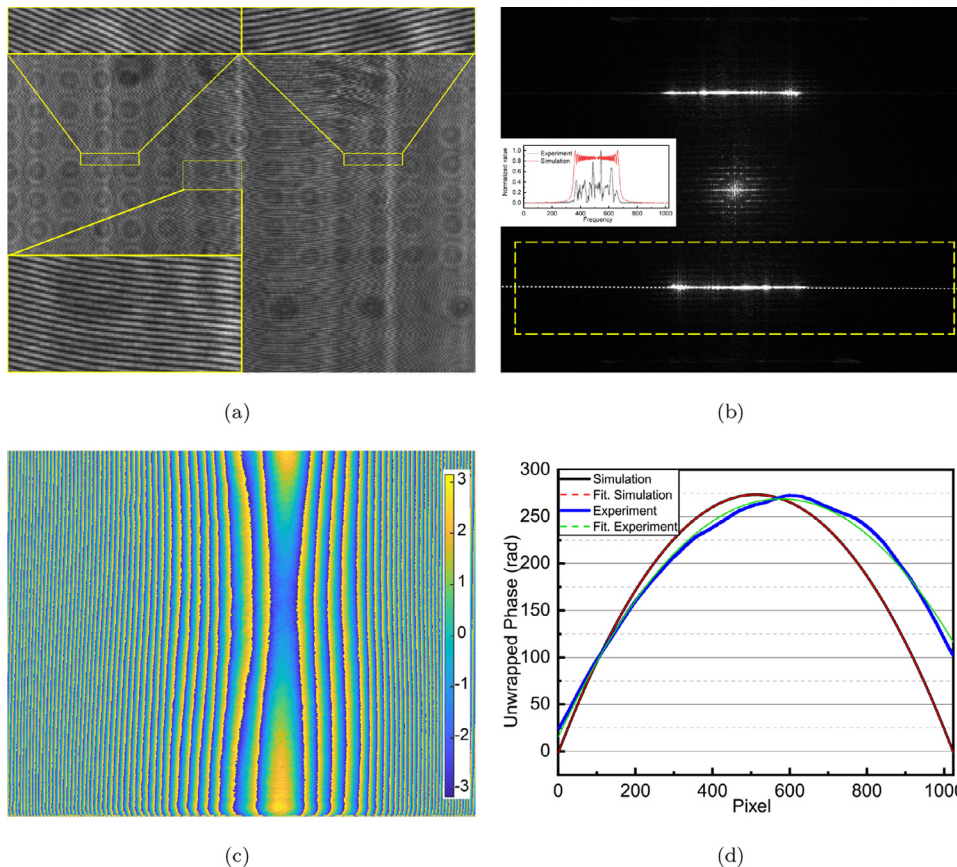 Experiment
Simulation
Normalized value
1.0
0.8
0.6
0.4
0.2
0.0
0 200 400 600 800 1000
Frequency
(a)
(b)
3
2
1
0
-1
-2
-3
(c)
Simulation
Fit. Simulation
Experiment
Fit. Experiment
Unwrapped Phase (rad)
300
250
200
150
100
50
0
0 200 400 600 800 1000
Pixel
(d)